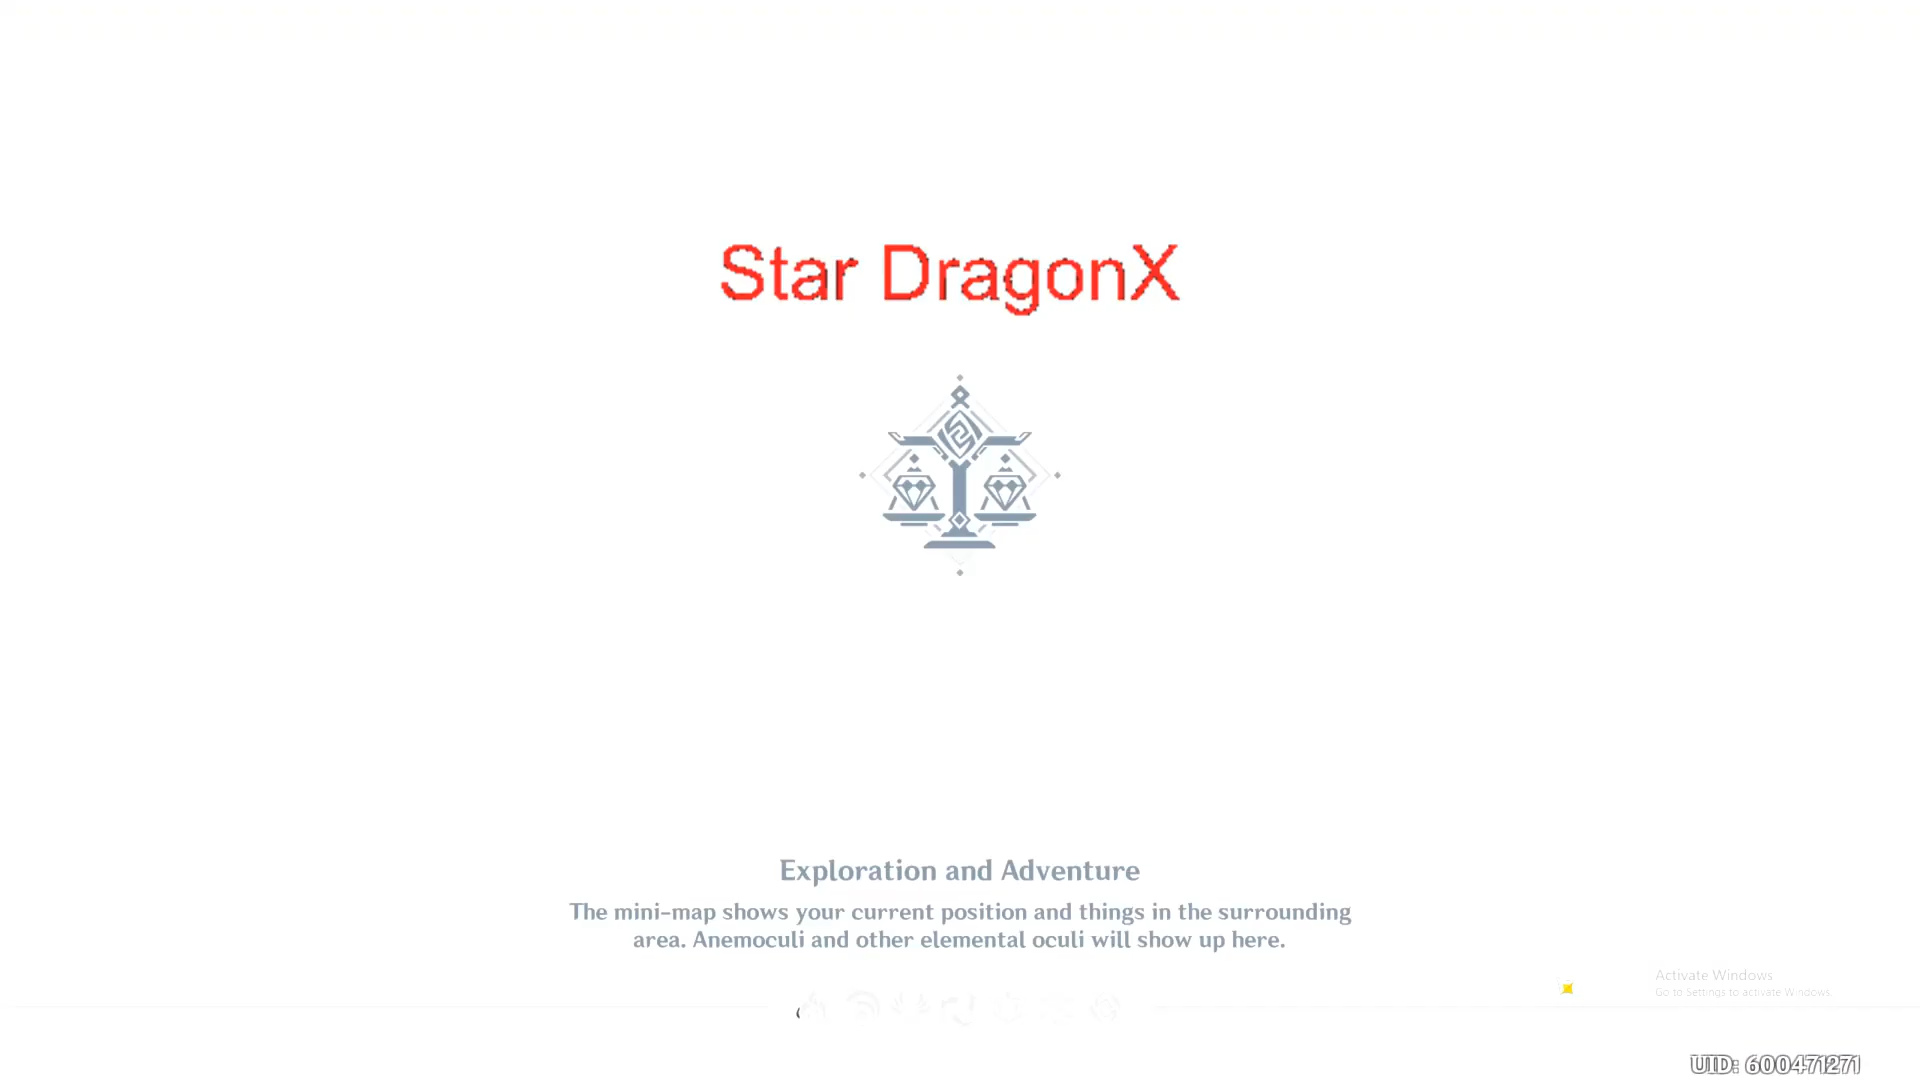 Star DragonX
Exploration and Adventure
The mini-map shows your current position and things in the surrounding
area. Anemoculi and other elemental oculi will show up here.
Activate Windows
Go to Settings to activate Windows.
UID: 600471271